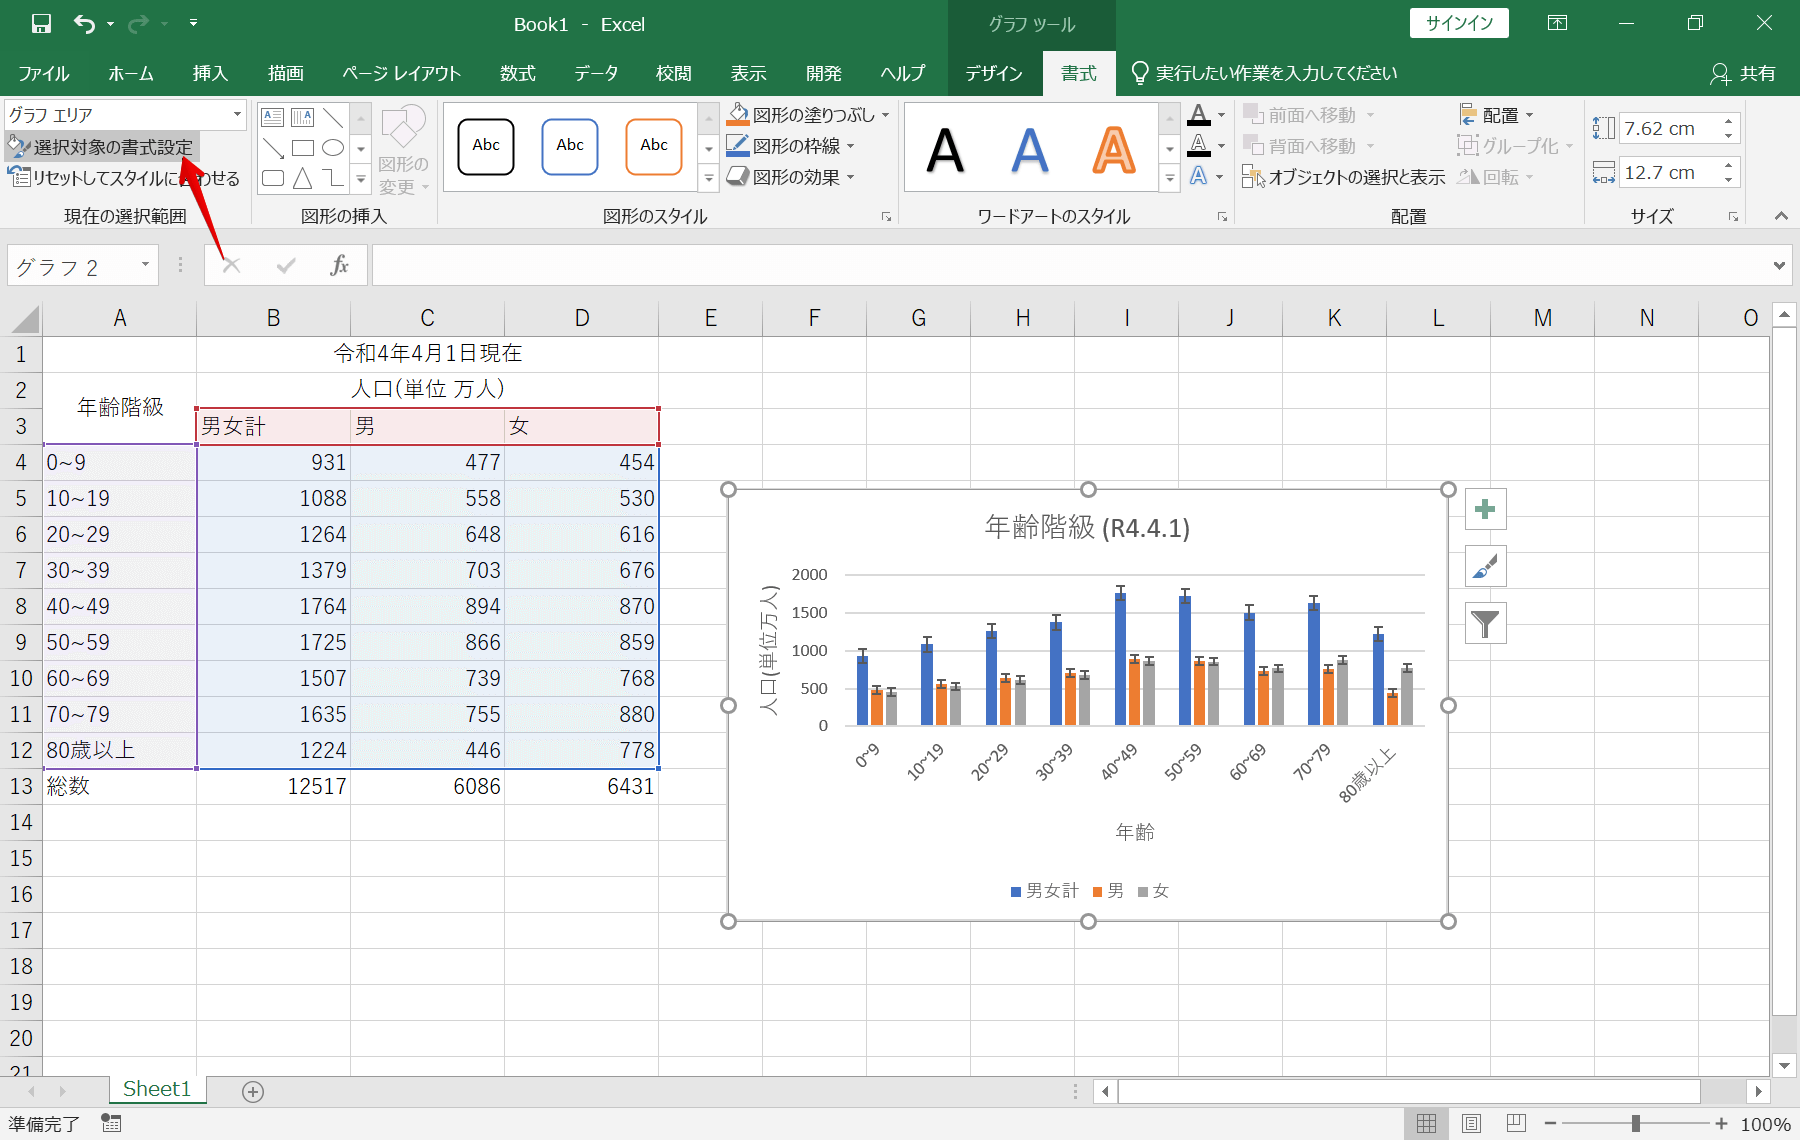 Book1 - Excel
グラフ ツール
サインイン
ファイル ホーム 挿入 描画 ページ レイアウト 数式 データ 校閲 表示 開発 ヘルプ デザイン 書式 実行したい作業を入力してください 共有
グラフ エリア
選択対象の書式設定
リセットしてスタイルに合わせる
現在の選択範囲
図形の
変更
図形の挿入
Abc Abc Abc
図形の塗りつぶし
図形の枠線
図形の効果
図形のスタイル
A A A
ワードアートのスタイル
前面へ移動
背面へ移動
オブジェクトの選択と表示
配置
グループ化
回転
配置
7.62 cm
12.7 cm
サイズ
グラフ 2
fx
A B C D E F G H I J K L M N O
1 令和4年4月1日現在
2 年齢階級 人口(単位 万人)
3 男女計 男 女
4 0~9 931 477 454
5 10~19 1088 558 530
6 20~29 1264 648 616
7 30~39 1379 703 676
8 40~49 1764 894 870
9 50~59 1725 866 859
10 60~69 1507 739 768
11 70~79 1635 755 880
12 80歳以上 1224 446 778
13 総数 12517 6086 6431
14
15
16
17
18
19
20
21
年齢階級 (R4.4.1)
人口(単位万人)
2000
1500
1000
500
0
0~9 10~19 20~29 30~39 40~49 50~59 60~69 70~79 80歳以上
年齢
男女計 男 女
Sheet1
準備完了
100%